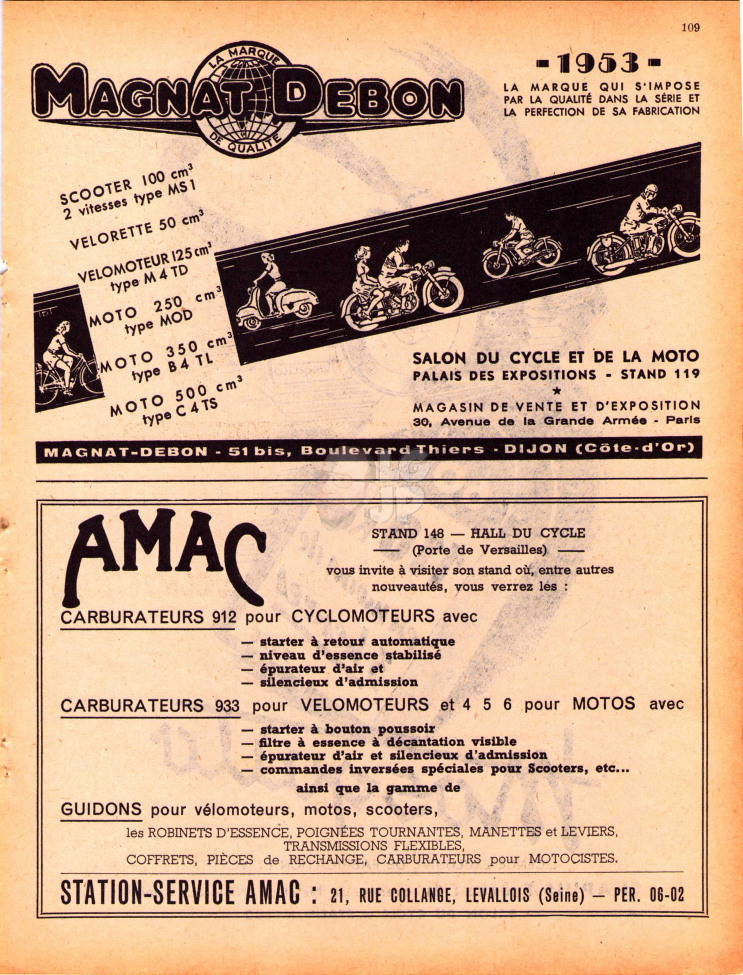 109
LA MARQUE
MAGNAT DEBON
DE QUALITÉ
- 1953 -
LA MARQUE QUI S'IMPOSE
PAR LA QUALITÉ DANS LA SÉRIE ET
LA PERFECTION DE SA FABRICATION
SCOOTER 100 cm³
2 vitesses type MS1
VELORETTE 50 cm³
VELOMOTEUR 125 cm³
type M4TD
MOTO 250 cm³
type MOD
MOTO 350 cm³
type B4TL
MOTO 500 cm³
type C4TS
SALON DU CYCLE ET DE LA MOTO
PALAIS DES EXPOSITIONS - STAND 119
MAGASIN DE VENTE ET D'EXPOSITION
30, Avenue de la Grande Armée - Paris
MAGNAT-DEBON - 51 bis, Boulevard Thiers - DIJON (Côte-d'Or)
AMAC
STAND 148 — HALL DU CYCLE
— (Porte de Versailles) —
vous invite à visiter son stand où, entre autres
nouveautés, vous verrez les :
CARBURATEURS 912 pour CYCLOMOTEURS avec
— starter à retour automatique
— niveau d'essence stabilisé
— épurateur d'air et
— silencieux d'admission
CARBURATEURS 933 pour VELOMOTEURS et 4 5 6 pour MOTOS avec
— starter à bouton poussoir
— filtre à essence à décantation visible
— épurateur d'air et silencieux d'admission
— commandes inversées spéciales pour Scooters, etc...
ainsi que la gamme de
GUIDONS pour vélomoteurs, motos, scooters,
les ROBINETS D'ESSENCE, POIGNÉES TOURNANTES, MANETTES et LEVIERS,
TRANSMISSIONS FLEXIBLES,
COFFRETS, PIÈCES de RECHANGE, CARBURATEURS pour MOTOCISTES.
STATION-SERVICE AMAC : 21, RUE COLLANGE, LEVALLOIS (Seine) — PER. 06-02